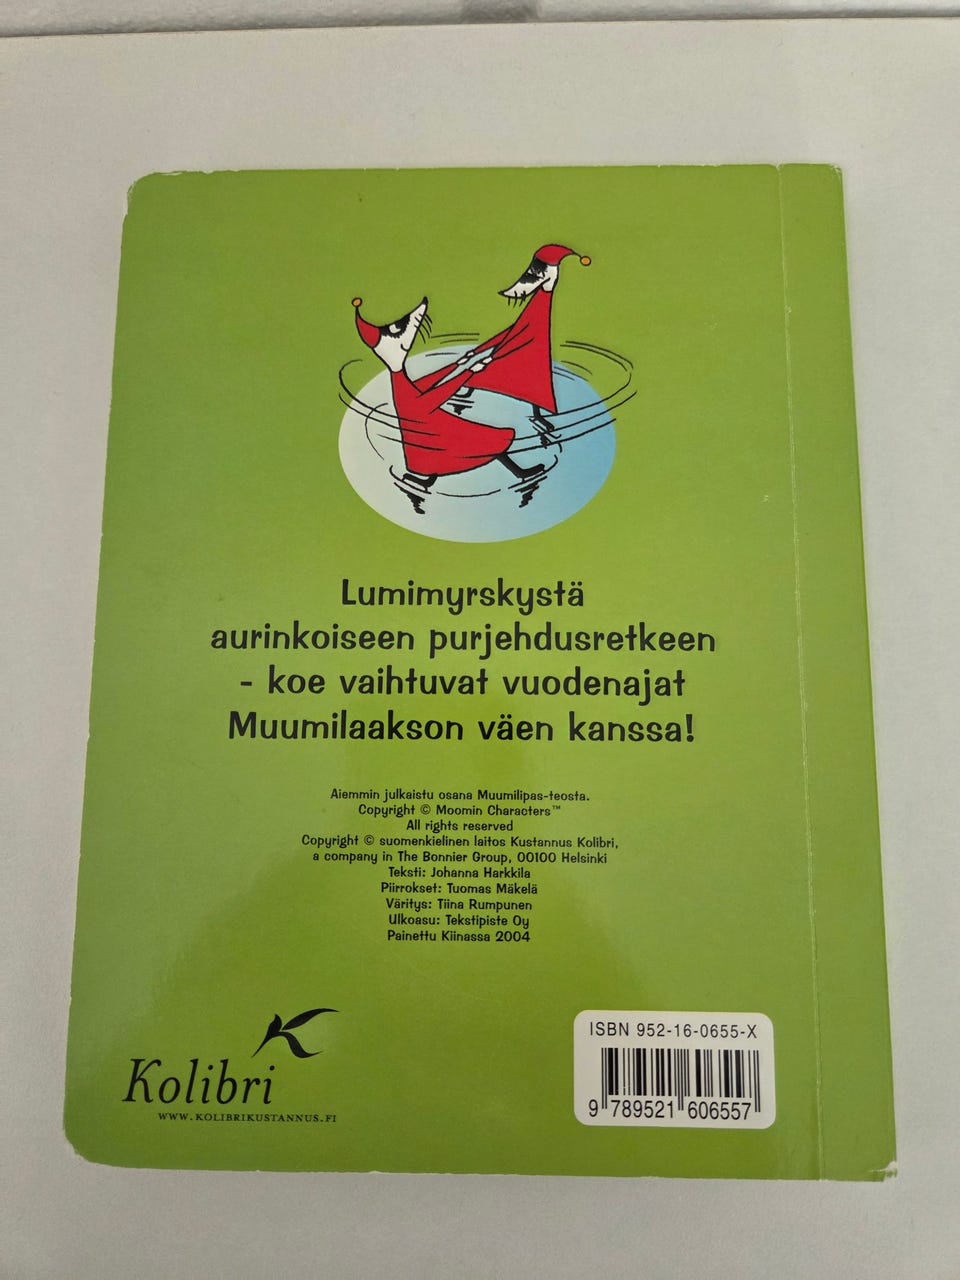 Lumimyrskystä
aurinkoiseen purjehdusretkeen
- koe vaihtuvat vuodenajat
Muumilaakson väen kanssa!
Aiemmin julkaistu osana Muumilipas-teosta.
Copyright © Moomin Characters™
All rights reserved
Copyright © suomenkielinen laitos Kustannus Kolibri,
a company in The Bonnier Group, 00100 Helsinki
Teksti: Johanna Harkkila
Piirrokset: Tuomas Mäkelä
Väritys: Tiina Rumpunen
Ulkoasu: Tekstipiste Oy
Painettu Kiinassa 2004
Kolibri
WWW.KOLIBRIKUSTANNUS.FI
ISBN 952-16-0655-X
9 789521 606557